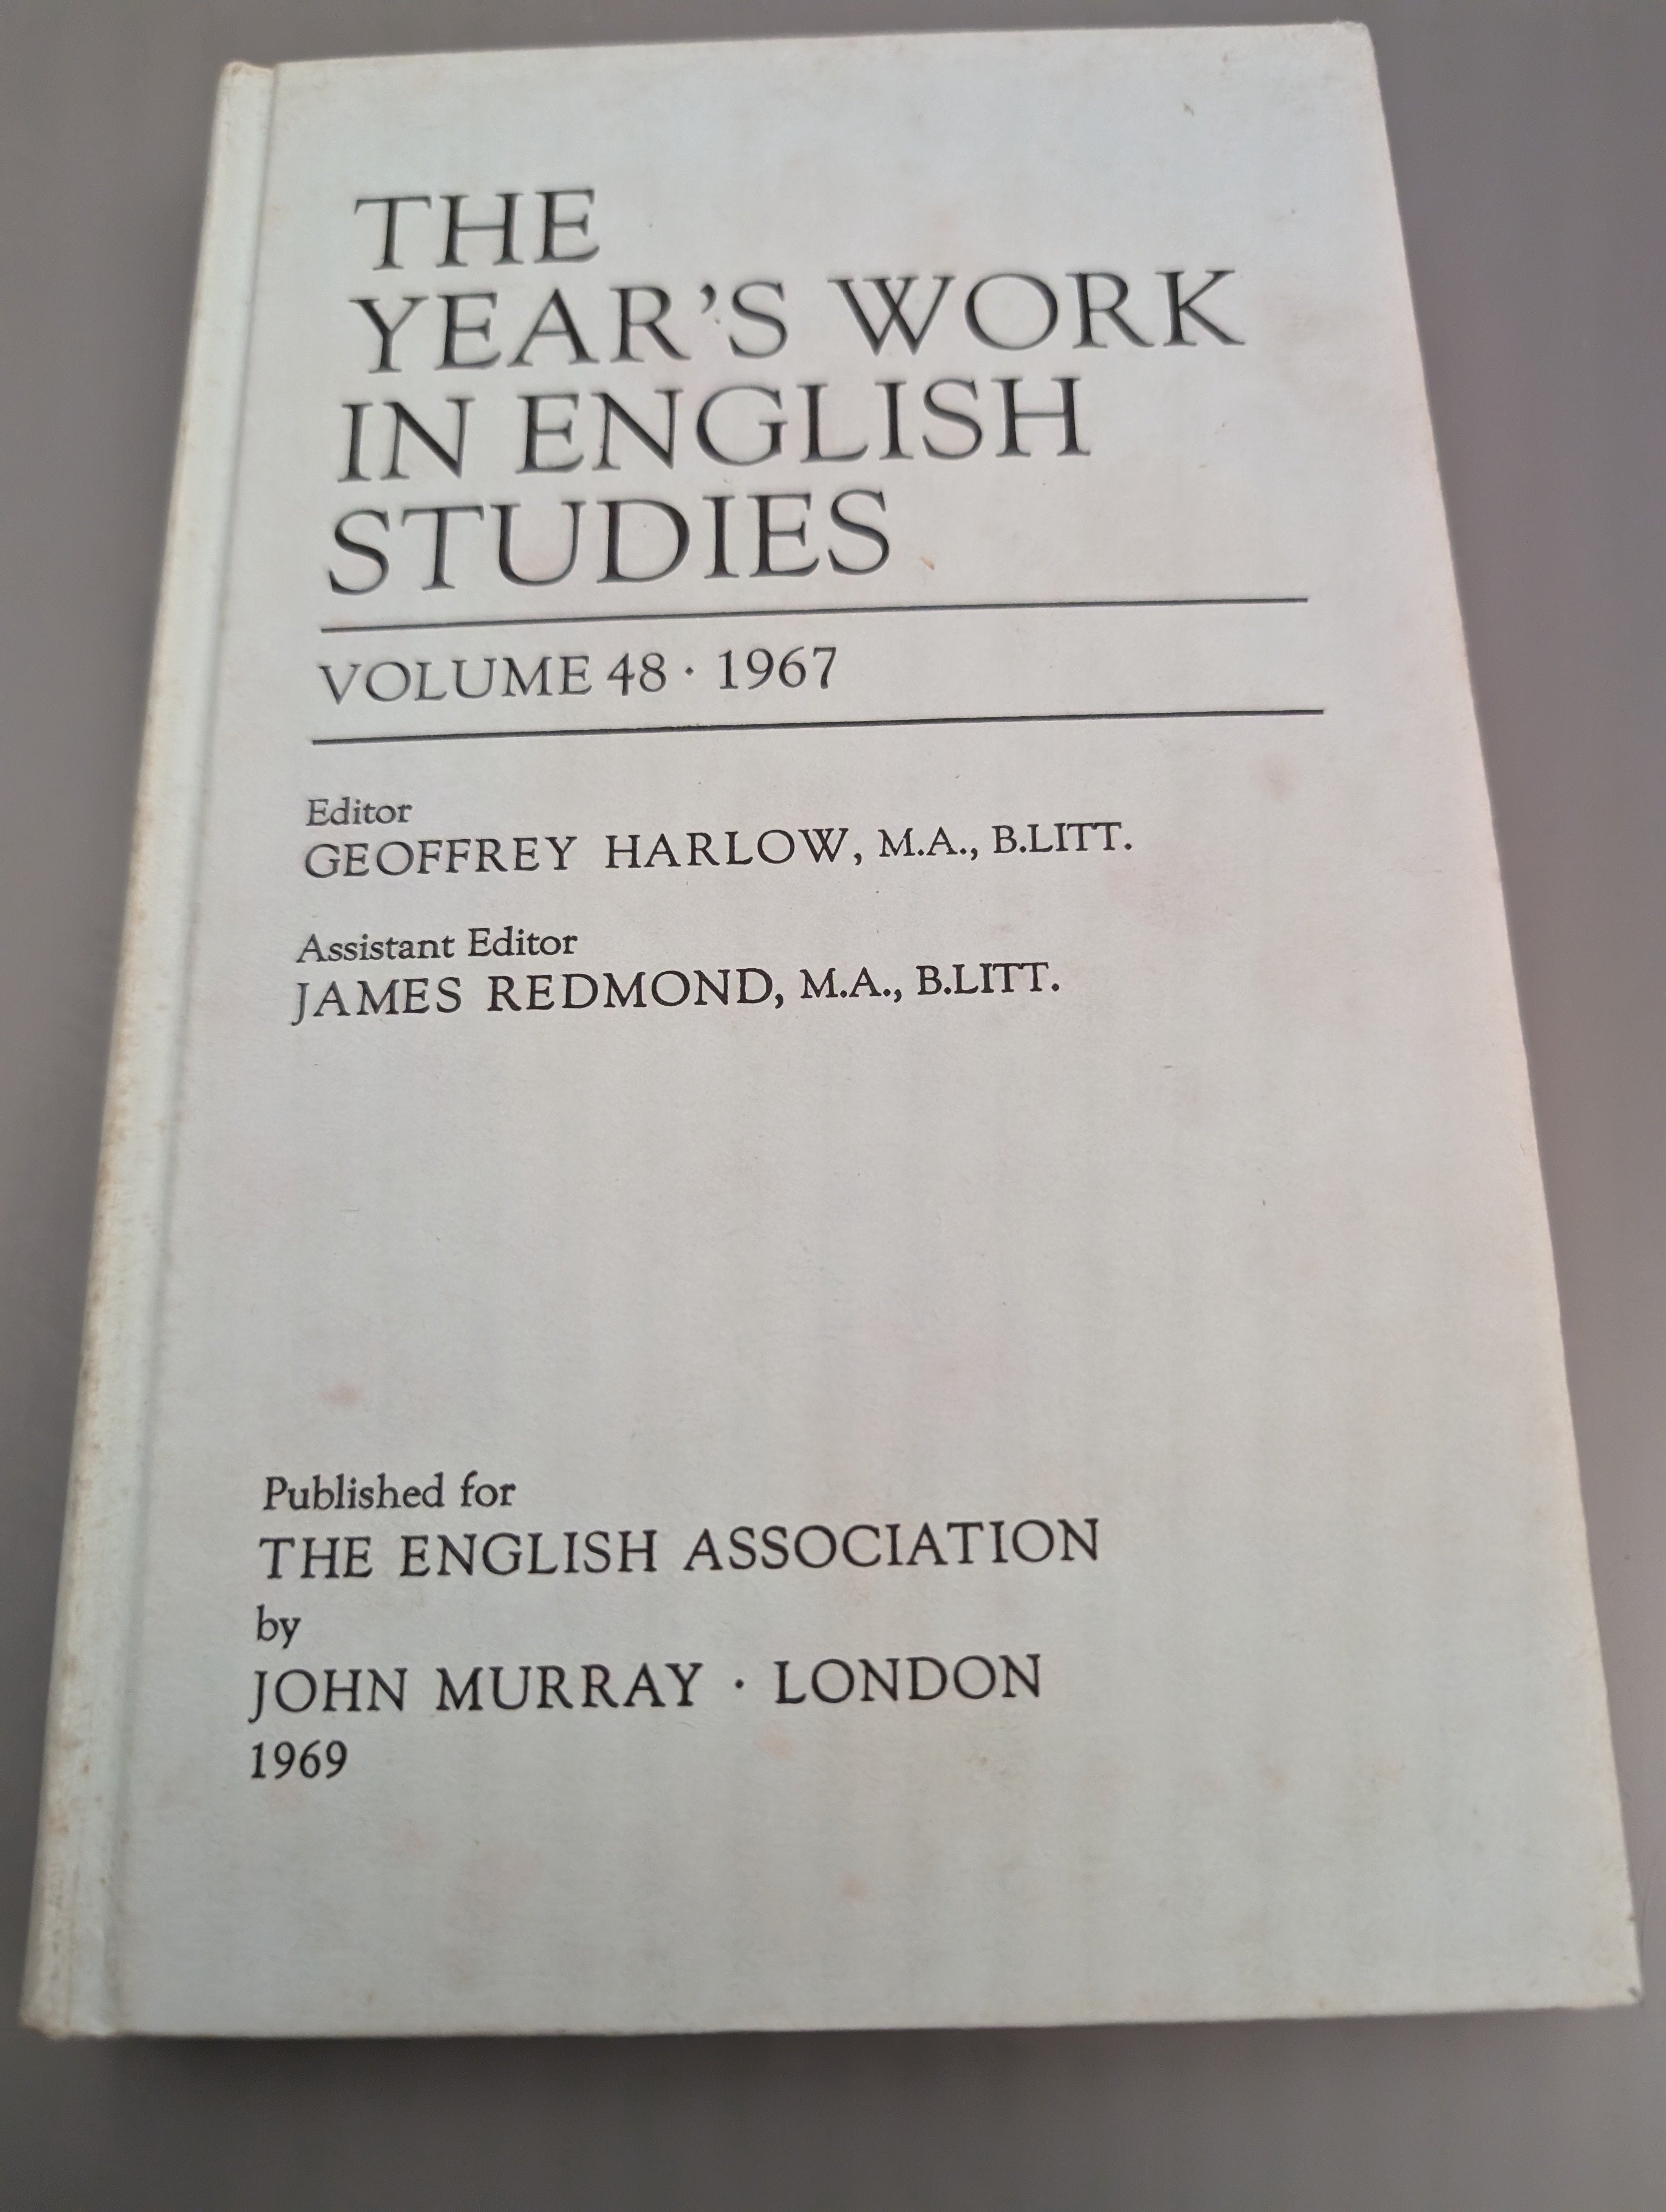 THE
YEAR’S WORK
IN ENGLISH
STUDIES
VOLUME 48 · 1967
Editor
GEOFFREY HARLOW, M.A., B.LITT.
Assistant Editor
JAMES REDMOND, M.A., B.LITT.
Published for
THE ENGLISH ASSOCIATION
by
JOHN MURRAY · LONDON
1969